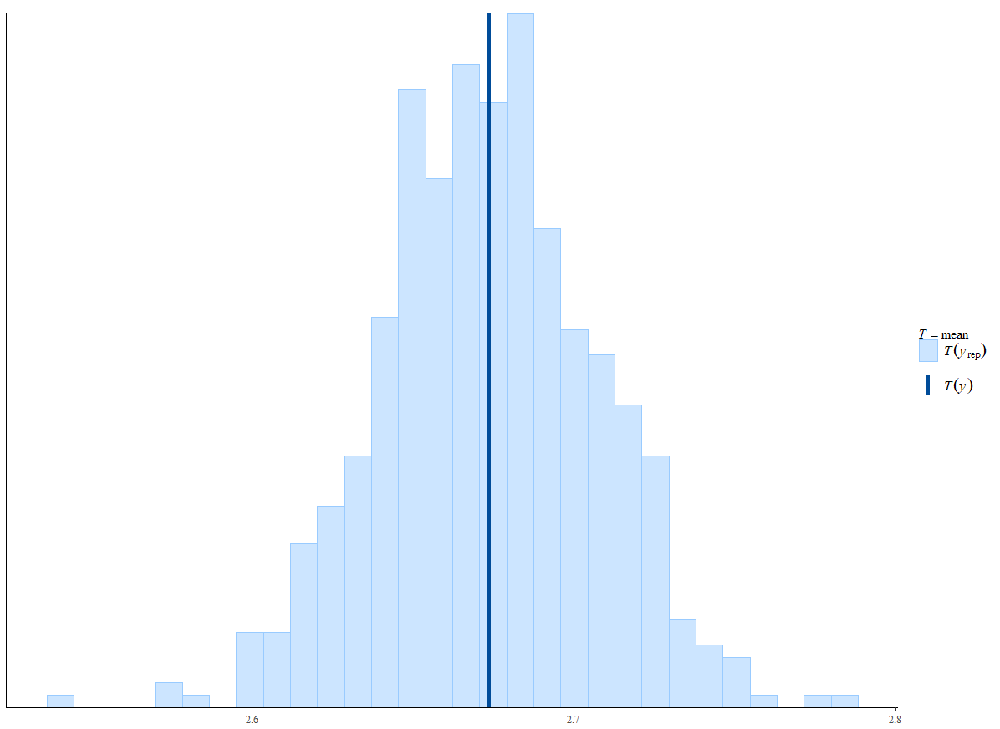 T = mean
T(y_rep)
T(y)
2.6 2.7 2.8